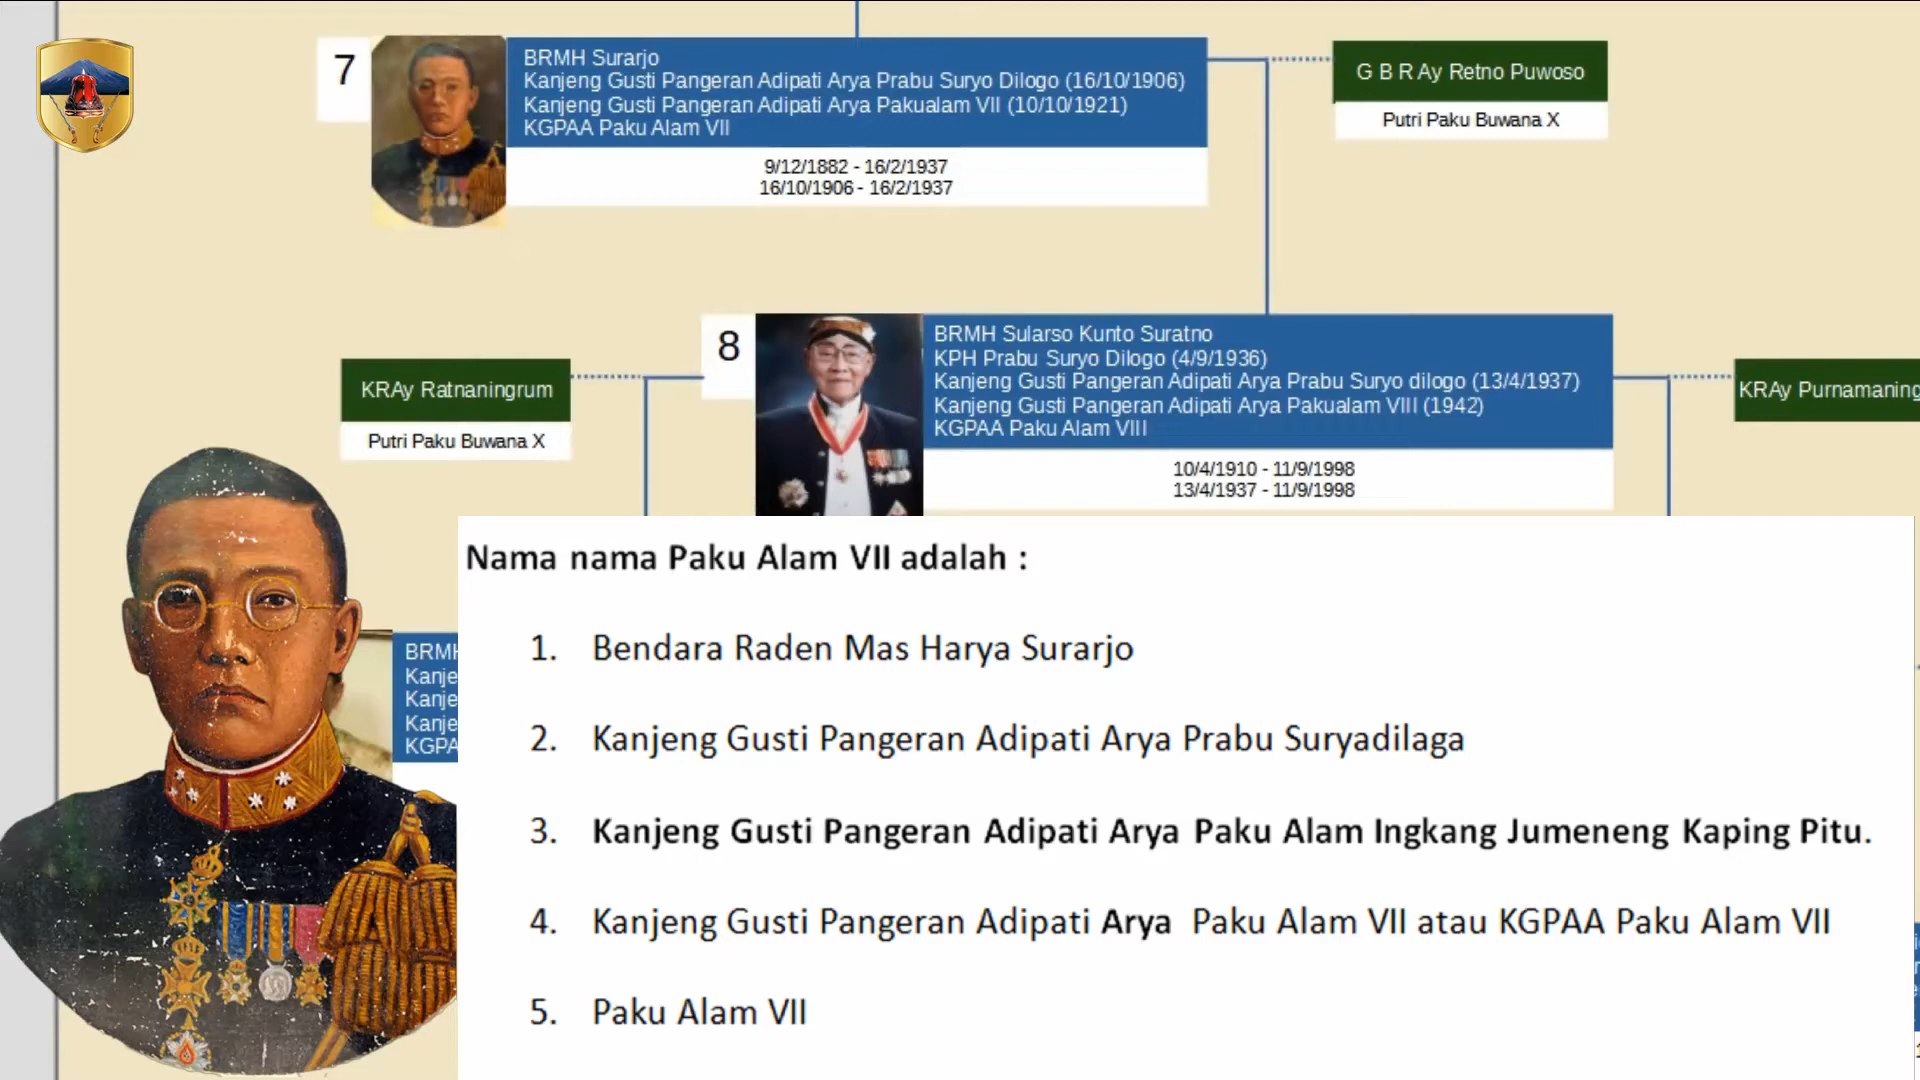 7
BRMH Surarjo
Kanjeng Gusti Pangeran Adipati Arya Prabu Suryo Dilogo (16/10/1906)
Kanjeng Gusti Pangeran Adipati Arya Pakualam VII (10/10/1921)
KGPAA Paku Alam VII
9/12/1882 - 16/2/1937
16/10/1906 - 16/2/1937
G B R Ay Retno Puwoso
Putri Paku Buwana X
8
BRMH Sularso Kunto Suratno
KPH Prabu Suryo Dilogo (4/9/1936)
Kanjeng Gusti Pangeran Adipati Arya Prabu Suryo dilogo (13/4/1937)
Kanjeng Gusti Pangeran Adipati Arya Pakualam VIII (1942)
KGPAA Paku Alam VIII
10/4/1910 - 11/9/1998
13/4/1937 - 11/9/1998
KRAy Ratnaningrum
Putri Paku Buwana X
KRAy Purnamaning
BRMH
Kanje
Kanje
Kanje
KGPA
Nama nama Paku Alam VII adalah :
1. Bendara Raden Mas Harya Surarjo
2. Kanjeng Gusti Pangeran Adipati Arya Prabu Suryadilaga
3. Kanjeng Gusti Pangeran Adipati Arya Paku Alam Ingkang Jumeneng Kaping Pitu.
4. Kanjeng Gusti Pangeran Adipati Arya Paku Alam VII atau KGPAA Paku Alam VII
5. Paku Alam VII